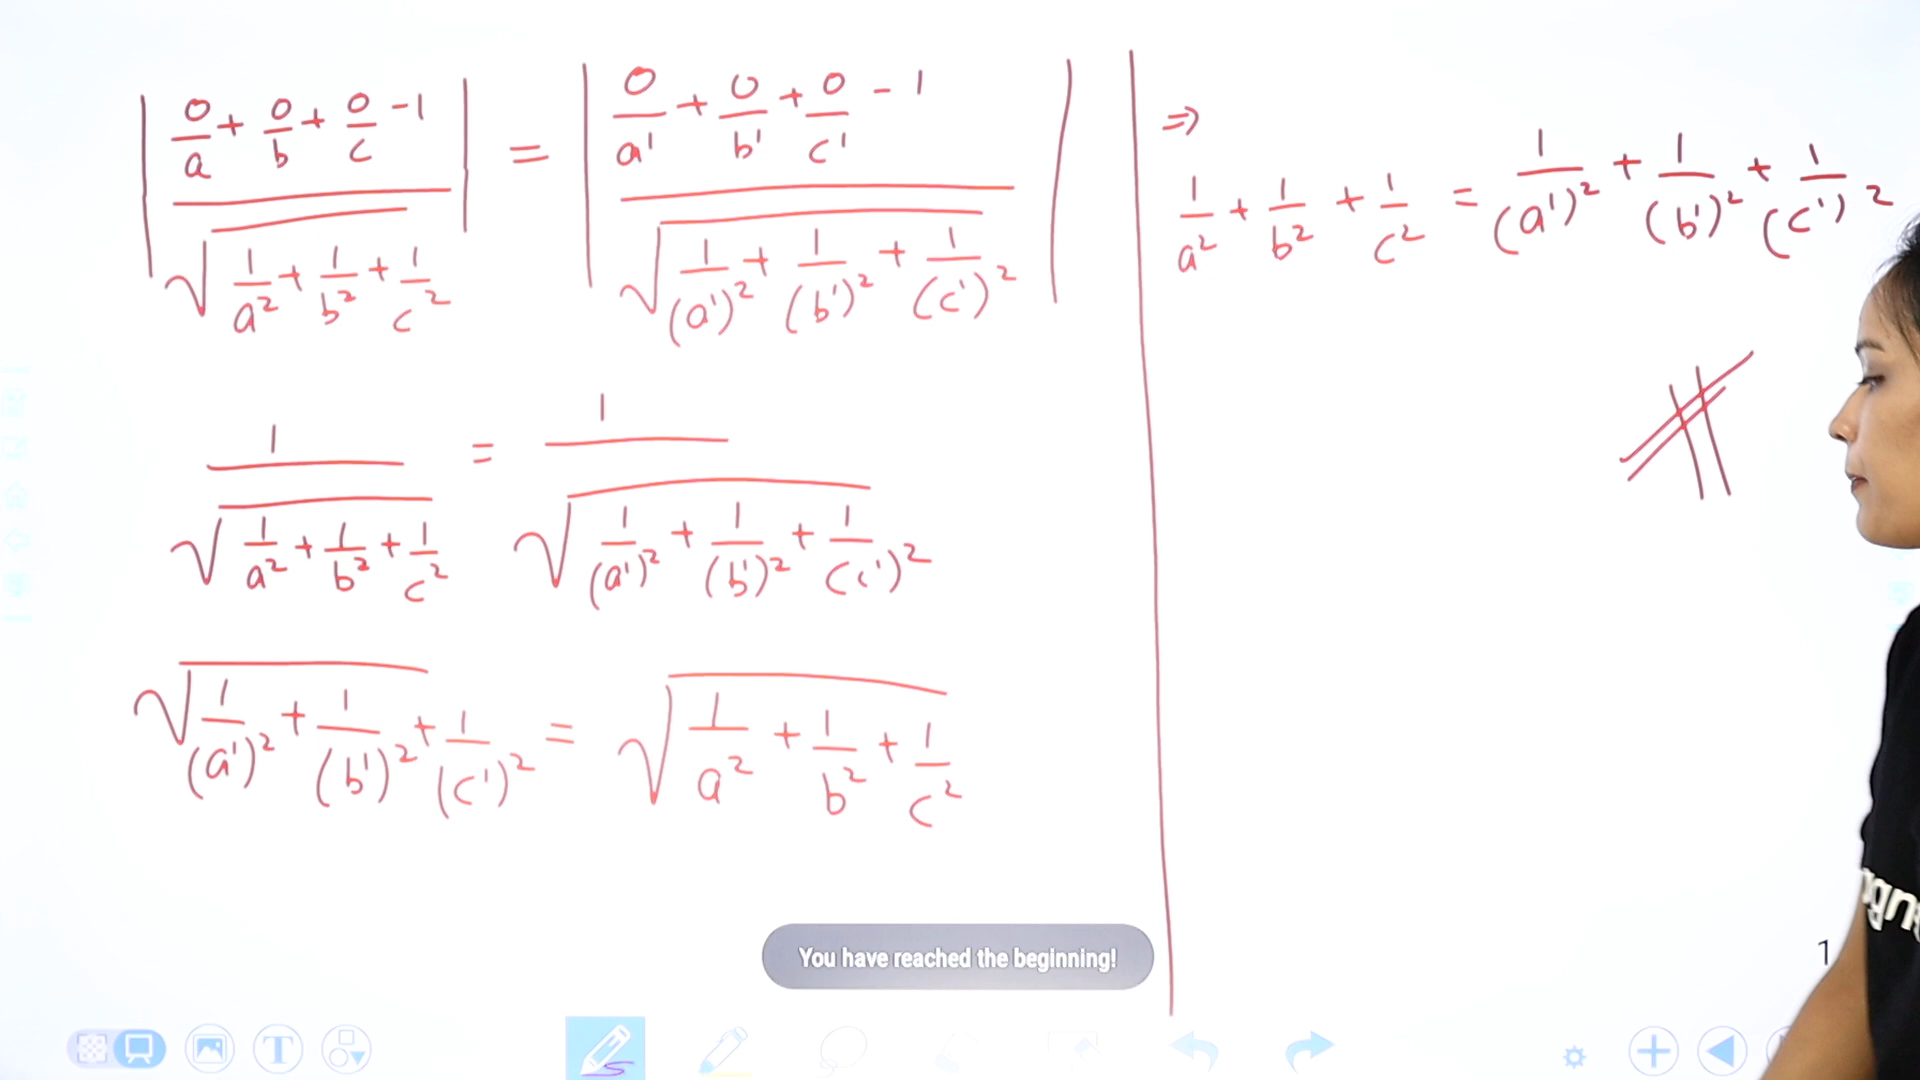 | (0/a + 0/b + 0/c - 1) / √(1/a² + 1/b² + 1/c²) | = | (0/a' + 0/b' + 0/c' - 1) / √(1/(a')² + 1/(b')² + 1/(c')²) |
1 / √(1/a² + 1/b² + 1/c²) = 1 / √(1/(a')² + 1/(b')² + 1/(c')²)
√(1/(a')² + 1/(b')² + 1/(c')²) = √(1/a² + 1/b² + 1/c²)
⇒
1/a² + 1/b² + 1/c² = 1/(a')² + 1/(b')² + 1/(c')²
You have reached the beginning!
1
T